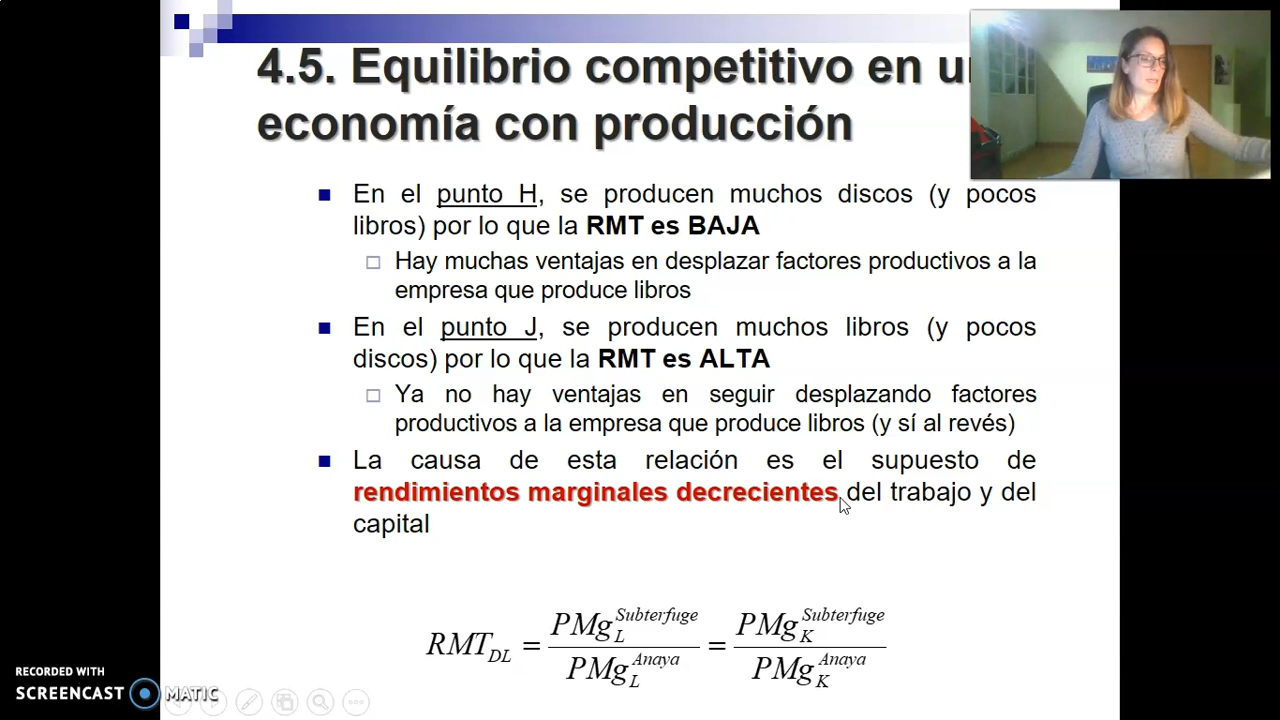 4.5. Equilibrio competitivo en un
economía con producción
En el punto H, se producen muchos discos (y pocos
libros) por lo que la RMT es BAJA
Hay muchas ventajas en desplazar factores productivos a la
empresa que produce libros
En el punto J, se producen muchos libros (y pocos
discos) por lo que la RMT es ALTA
Ya no hay ventajas en seguir desplazando factores
productivos a la empresa que produce libros (y sí al revés)
La causa de esta relación es el supuesto de
rendimientos marginales decrecientes del trabajo y del
capital
RMT_DL = PMg_L^Subterfuge / PMg_L^Anaya = PMg_K^Subterfuge / PMg_K^Anaya
RECORDED WITH
SCREENCAST MATIC